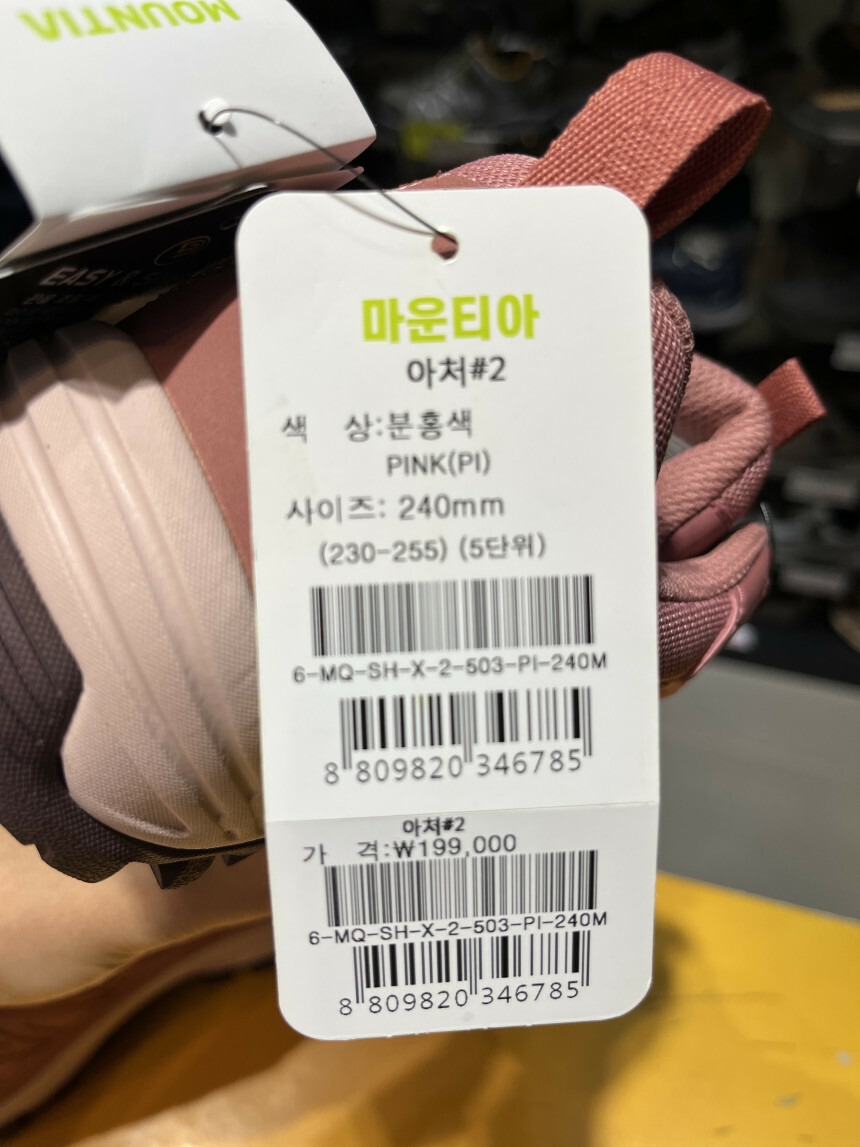 MOUNTIA
EASY &
마운티아
아처#2
색 상:분홍색
PINK(PI)
사이즈: 240mm
(230-255) (5단위)
6-MQ-SH-X-2-503-PI-240M
8 809820 346785
아처#2
가 격:₩199,000
6-MQ-SH-X-2-503-PI-240M
8 809820 346785